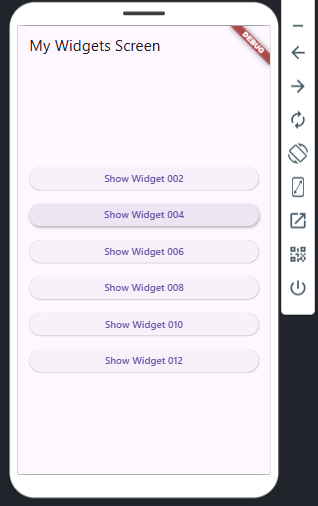 My Widgets Screen
DEBUG
Show Widget 002
Show Widget 004
Show Widget 006
Show Widget 008
Show Widget 010
Show Widget 012